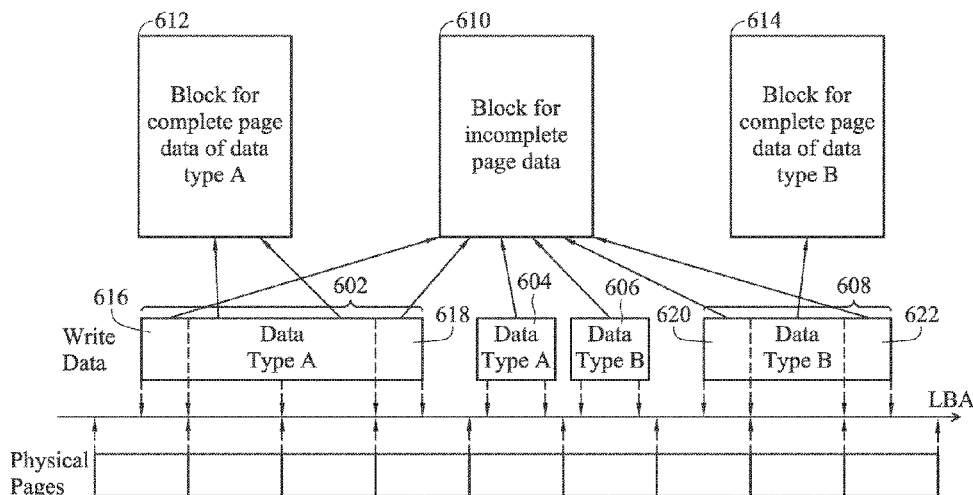 612
610
614
Block for
complete page
data of data
type A
Block for
incomplete
page data
Block for
complete page
data of data
type B
602
604
606
608
616
618
620
622
Write
Data
Data
Type A
Data
Type A
Data
Type B
Data
Type B
LBA
Physical
Pages